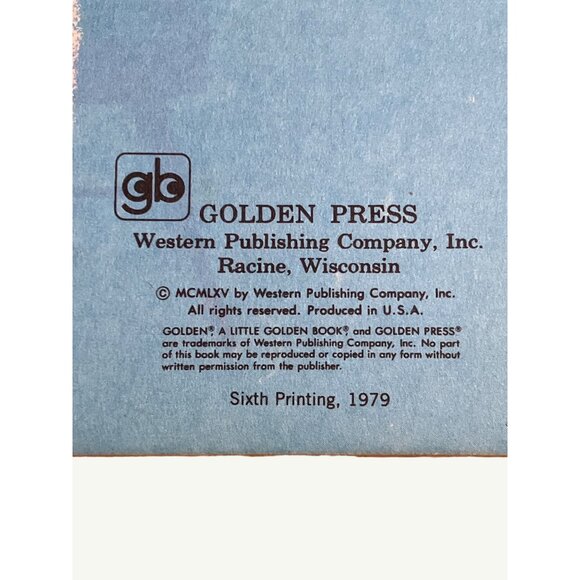 gb
GOLDEN PRESS
Western Publishing Company, Inc.
Racine, Wisconsin
© MCMLXV by Western Publishing Company, Inc.
All rights reserved. Produced in U.S.A.
GOLDEN®, A LITTLE GOLDEN BOOK® and GOLDEN PRESS®
are trademarks of Western Publishing Company, Inc. No part
of this book may be reproduced or copied in any form without
written permission from the publisher.
Sixth Printing, 1979